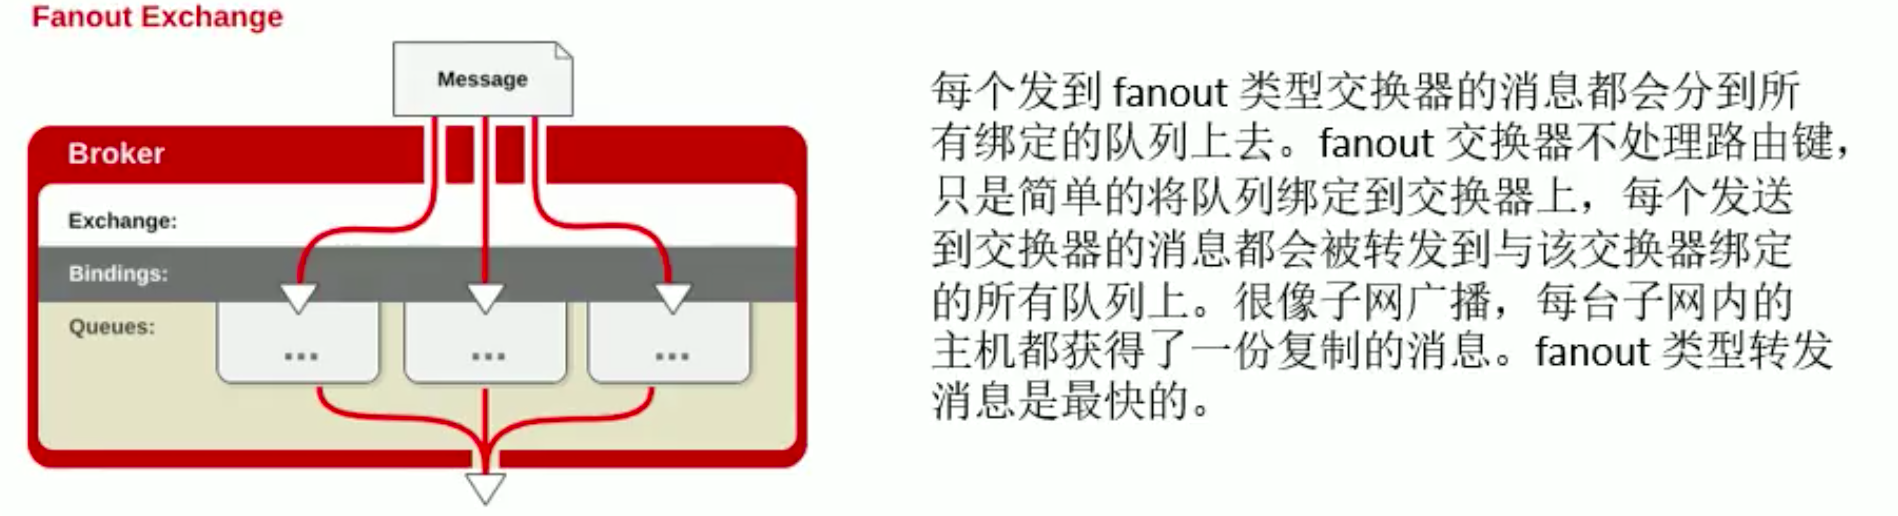 Fanout Exchange
Message
Broker
Exchange:
Bindings:
Queues:
...
...
...
每个发到 fanout 类型交换器的消息都会分到所
有绑定的队列上去。fanout 交换器不处理路由键，
只是简单的将队列绑定到交换器上，每个发送
到交换器的消息都会被转发到与该交换器绑定
的所有队列上。很像子网广播，每台子网内的
主机都获得了一份复制的消息。fanout 类型转发
消息是最快的。